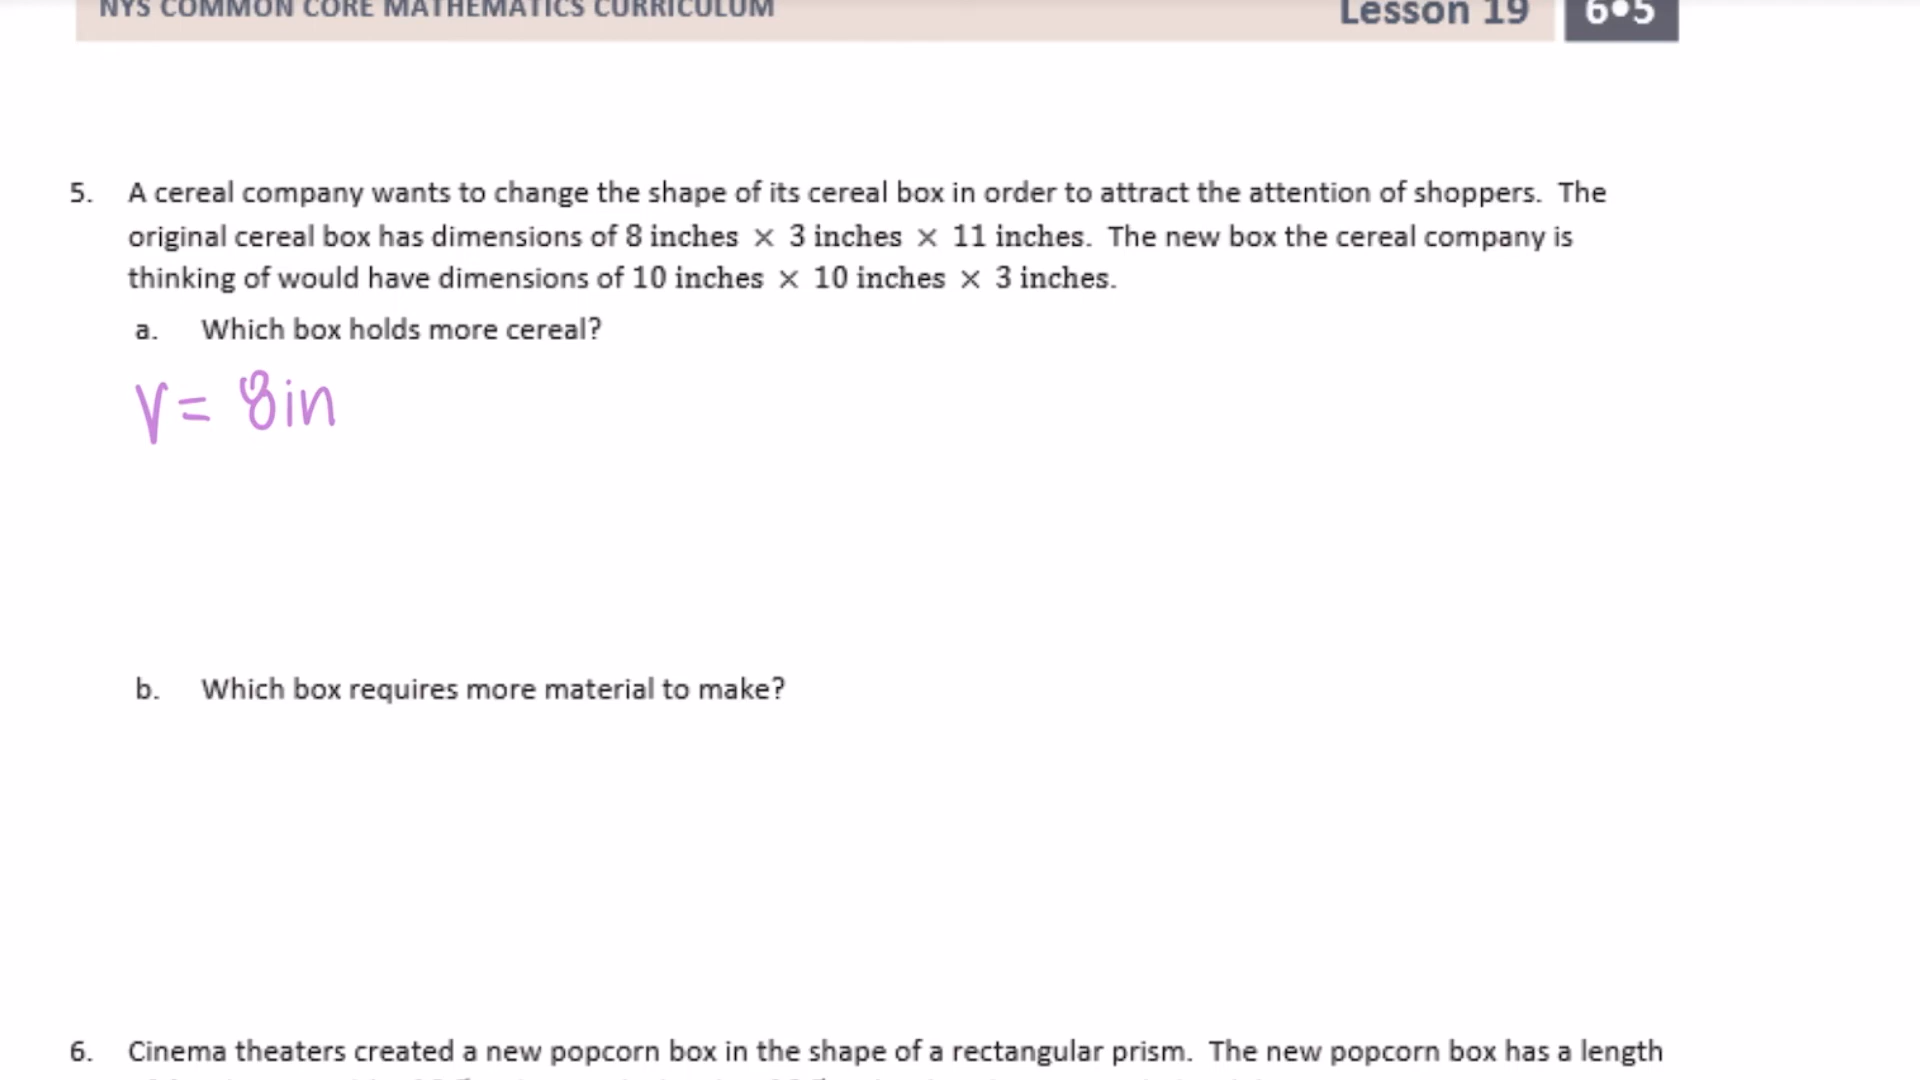 NYS COMMON CORE MATHEMATICS CURRICULUM Lesson 19 6•5
5. A cereal company wants to change the shape of its cereal box in order to attract the attention of shoppers. The
original cereal box has dimensions of 8 inches × 3 inches × 11 inches. The new box the cereal company is
thinking of would have dimensions of 10 inches × 10 inches × 3 inches.
a. Which box holds more cereal?
V = 8in
b. Which box requires more material to make?
6. Cinema theaters created a new popcorn box in the shape of a rectangular prism. The new popcorn box has a length